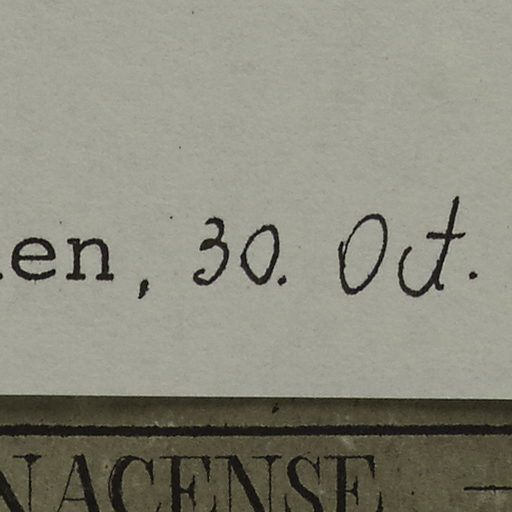 en, 30. Oct.
NACENSE